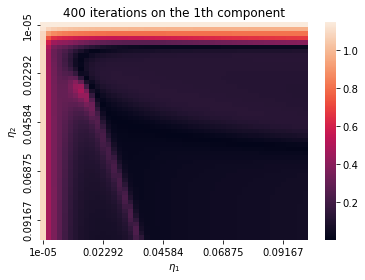 400 iterations on the 1th component
1e-05
0.02292
0.04584
0.06875
0.09167
η₂
1e-05 0.02292 0.04584 0.06875 0.09167
η₁
1.0
0.8
0.6
0.4
0.2